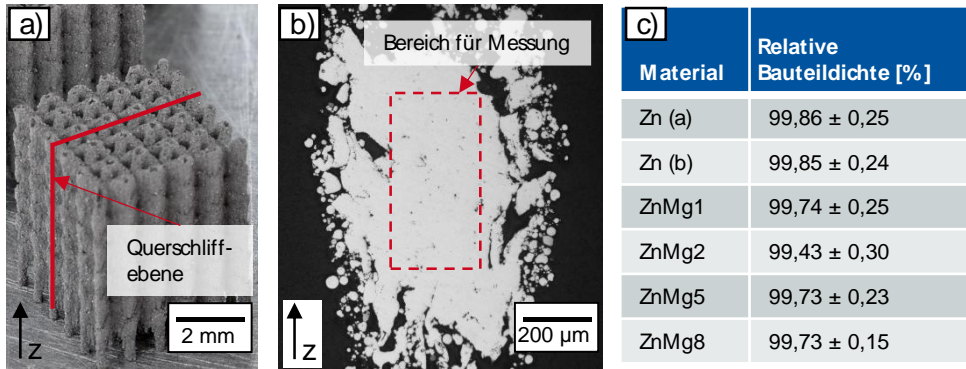 a)
Querschliff-
ebene
2 mm
z
b)
Bereich für Messung
200 µm
z
c)
Material
Relative
Bauteildichte [%]
Zn (a) 99,86 ± 0,25
Zn (b) 99,85 ± 0,24
ZnMg1 99,74 ± 0,25
ZnMg2 99,43 ± 0,30
ZnMg5 99,73 ± 0,23
ZnMg8 99,73 ± 0,15